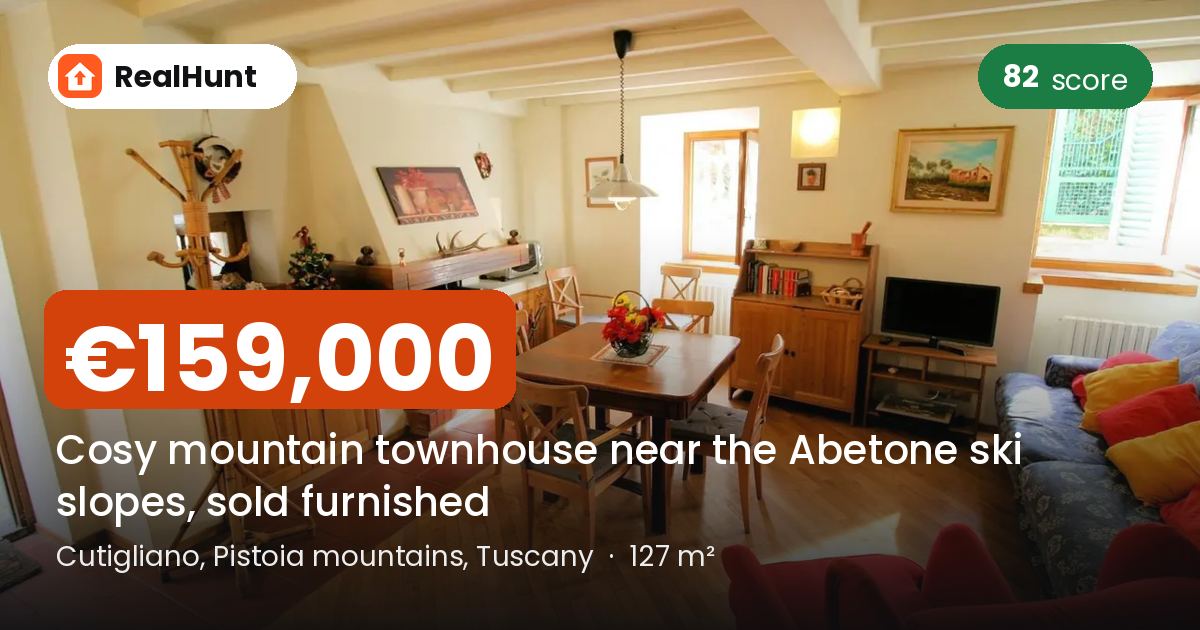 RealHunt
82 score
€159,000
Cosy mountain townhouse near the Abetone ski
slopes, sold furnished
Cutigliano, Pistoia mountains, Tuscany · 127 m²